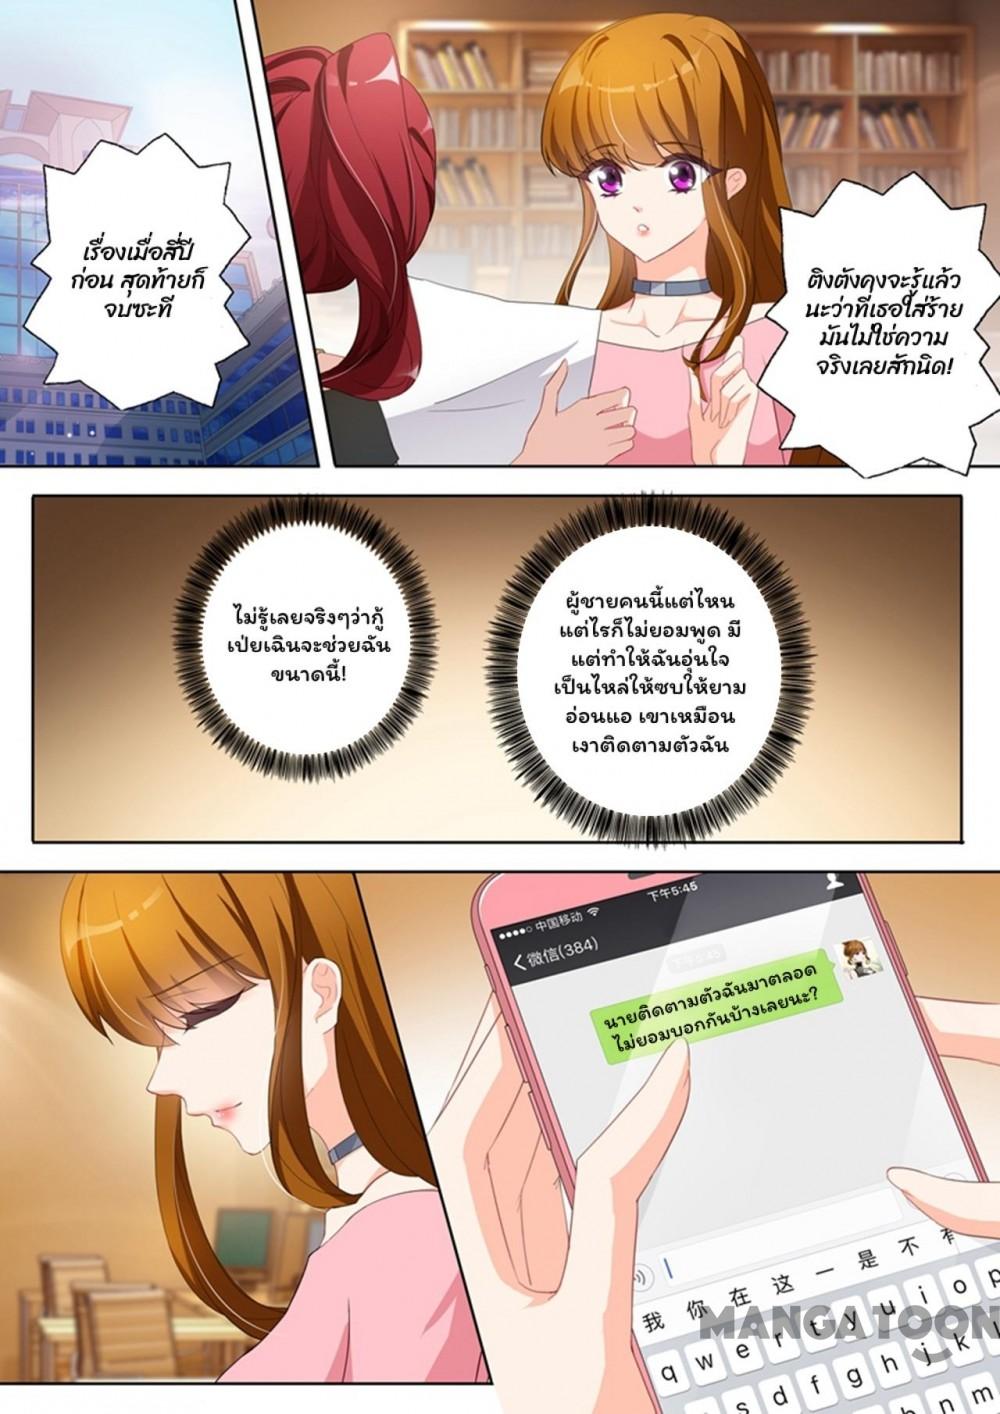 เรื่องเมื่อสี่ปี
ก่อน สุดท้ายก็
จบซะที
ติงตังคงจะรู้แล้ว
นะว่าที่เธอใส่ร้าย
มันไม่ใช่ความ
จริงเลยสักนิด!
ไม่รู้เลยจริงๆว่ากู้
เป่ยเฉินจะช่วยฉัน
ขนาดนี้!
ผู้ชายคนนี้แต่ไหน
แต่ไรก็ไม่ยอมพูด มี
แต่ทำให้ฉันอุ่นใจ
เป็นไหล่ให้ซบให้ยาม
อ่อนแอ เขาเหมือน
เงาติดตามตัวฉัน
中国移动 下午5:45
微信(384)
下午5:45
นายติดตามตัวฉันมาตลอด
ไม่ยอมบอกกันบ้างเลยนะ?
我 你 在 这 一 是 不 有
q w e r t y u i o p
s d f g h j k l
b n m
MANGATOON